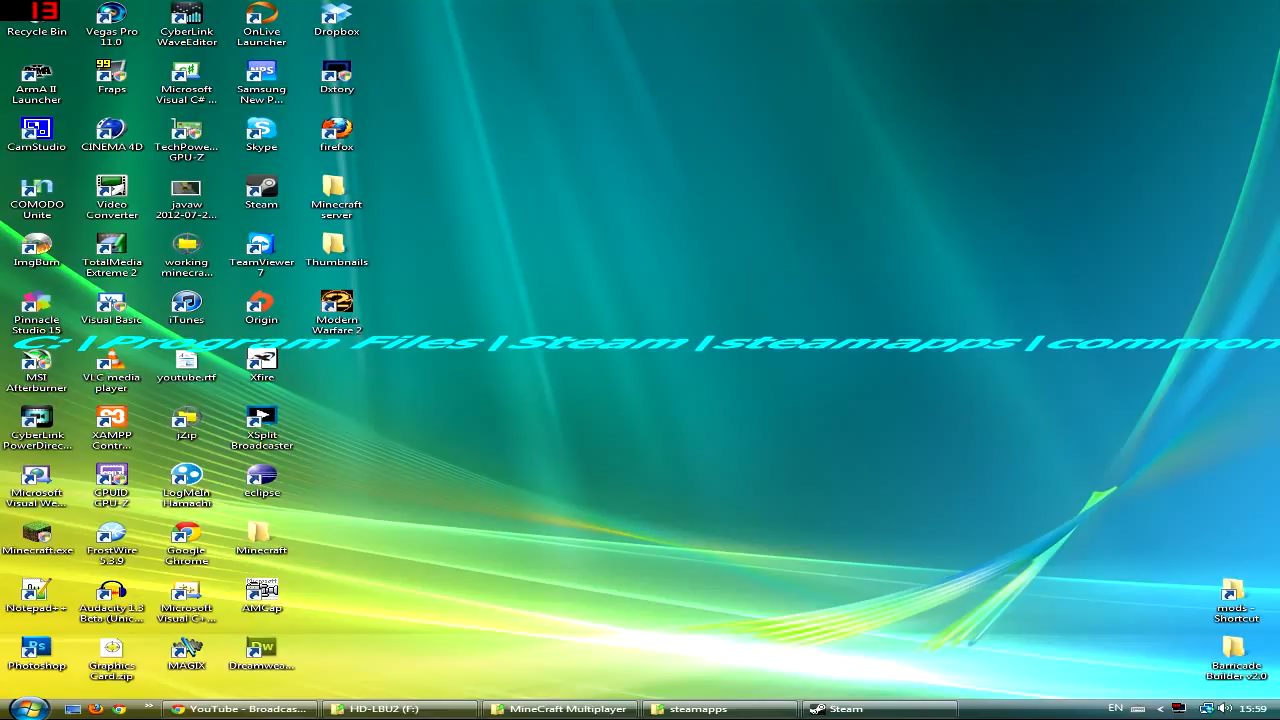 13
Recycle Bin
Vegas Pro
11.0
CyberLink
WaveEditor
OnLive
Launcher
Dropbox
ArmA II
Launcher
99
Fraps
Microsoft
Visual C# ...
NPS
Samsung
New P...
Dxtory
CamStudio
CINEMA 4D
TechPowe...
GPU-Z
Skype
firefox
COMODO
Unite
Video
Converter
javaw
2012-07-2...
Steam
Minecraft
server
ImgBurn
TotalMedia
Extreme 2
working
minecra...
TeamViewer
7
Thumbnails
Pinnacle
Studio 15
Visual Basic
iTunes
Origin
Modern
Warfare 2
C:\Program Files\Steam\steamapps\common
MSI
Afterburner
VLC media
player
youtube.rtf
Xfire
CyberLink
PowerDirec...
XAMPP
Contr...
jZip
XSplit
Broadcaster
Microsoft
Visual We...
CPUID
GPU-Z
LogMeIn
Hamachi
eclipse
Minecraft.exe
FrostWire
5.3.9
Google
Chrome
Minecraft
Notepad++
Audacity 1.3
Beta (Unic...
Microsoft
Visual C+...
AMCap
mods -
Shortcut
Ps
Photoshop
Graphics
Card.zip
MAGIX
Dw
Dreamwea...
Barricade
Builder v2.0
YouTube - Broadcas...
HD-LBU2 (F:)
MineCraft Multiplayer
steamapps
Steam
EN
15:59